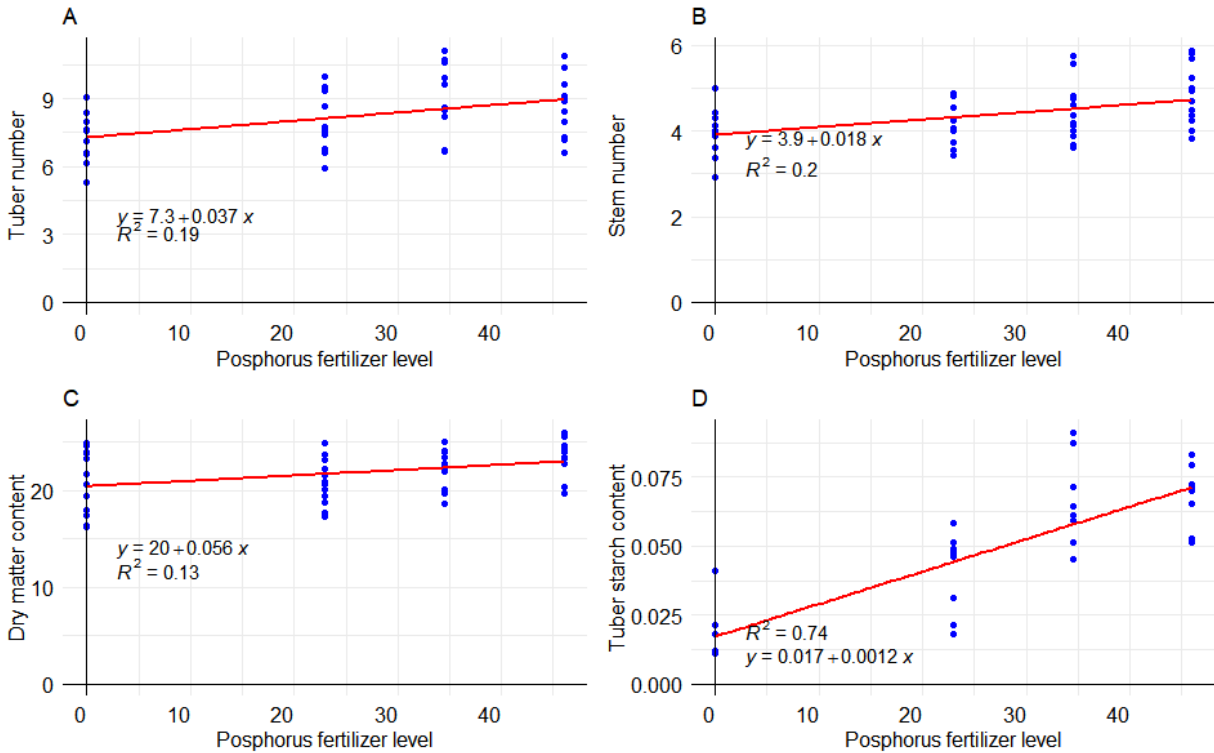 A
Tuber number
9
6
3
0
y = 7.3 + 0.037 x
R² = 0.19
0 10 20 30 40
Posphorus fertilizer level
B
Stem number
6
4
2
0
y = 3.9 + 0.018 x
R² = 0.2
0 10 20 30 40
Posphorus fertilizer level
C
Dry matter content
20
10
0
y = 20 + 0.056 x
R² = 0.13
0 10 20 30 40
Posphorus fertilizer level
D
Tuber starch content
0.075
0.050
0.025
0.000
R² = 0.74
y = 0.017 + 0.0012 x
0 10 20 30 40
Posphorus fertilizer level